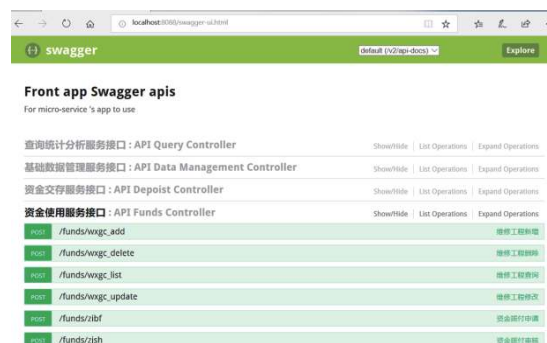 localhost:8088/swagger-ui.html
swagger
default (/v2/api-docs)
Explore
Front app Swagger apis
For micro-service 's app to use
查询统计分析服务接口 : API Query Controller
Show/Hide | List Operations | Expand Operations
基础数据管理服务接口 : API Data Management Controller
Show/Hide | List Operations | Expand Operations
资金交存服务接口 : API Depoist Controller
Show/Hide | List Operations | Expand Operations
资金使用服务接口 : API Funds Controller
Show/Hide | List Operations | Expand Operations
POST /funds/wxgc_add 维修工程新增
POST /funds/wxgc_delete 维修工程删除
POST /funds/wxgc_list 维修工程查询
POST /funds/wxgc_update 维修工程修改
POST /funds/zjbf 资金拨付申请
POST /funds/zjsh